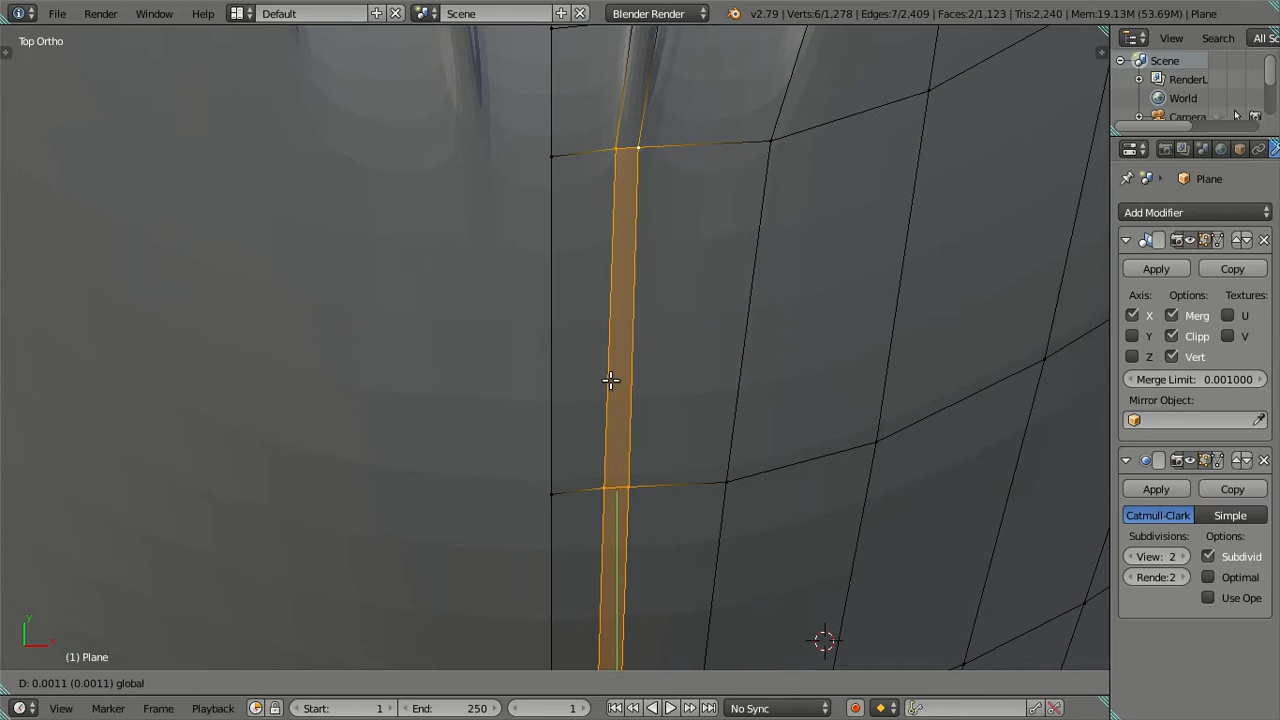 File Render Window Help Default Scene Blender Render v2.79 | Verts:6/1,278 | Edges:7/2,409 | Faces:2/1,123 | Tris:2,240 | Mem:19.13M (53.69M) | Plane
Top Ortho
View Search All Sc
Scene
RenderL
World
Camera
Plane
Add Modifier
Apply Copy
Axis: Options: Textures:
X Merg U
Y Clipp V
Z Vert
Merge Limit: 0.001000
Mirror Object:
Apply Copy
Catmull-Clark Simple
Subdivisions: Options:
View: 2 Subdivid
Rende:2 Optimal
Use Ope
y
x
(1) Plane
D: 0.0011 (0.0011) global
View Marker Frame Playback Start: 1 End: 250 1 No Sync